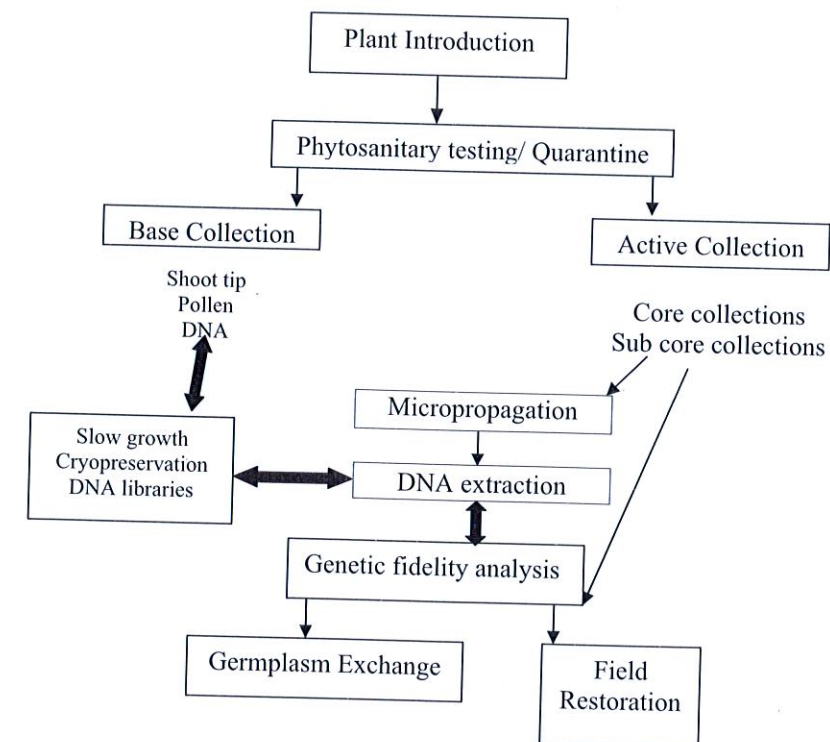 Plant Introduction
Phytosanitary testing/ Quarantine
Base Collection
Active Collection
Shoot tip
Pollen
DNA
Core collections
Sub core collections
Micropropagation
Slow growth
Cryopreservation
DNA libraries
DNA extraction
Genetic fidelity analysis
Germplasm Exchange
Field
Restoration